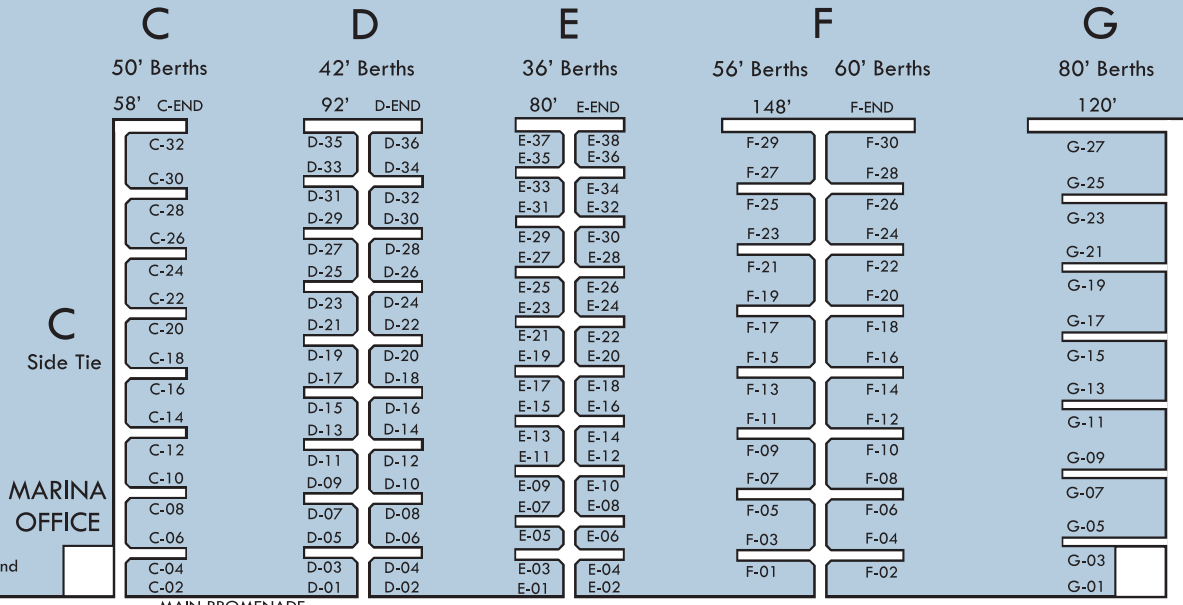 C D E F G
50' Berths 42' Berths 36' Berths 56' Berths 60' Berths 80' Berths
58' C-END 92' D-END 80' E-END 148' F-END 120'
C-32
C-30
C-28
C-26
C-24
C-22
C-20
C-18
C-16
C-14
C-12
C-10
C-08
C-06
C-04
C-02
C
Side Tie
MARINA
OFFICE
nd
MAIN PROMENADE
D-35 D-36
D-33 D-34
D-31 D-32
D-29 D-30
D-27 D-28
D-25 D-26
D-23 D-24
D-21 D-22
D-19 D-20
D-17 D-18
D-15 D-16
D-13 D-14
D-11 D-12
D-09 D-10
D-07 D-08
D-05 D-06
D-03 D-04
D-01 D-02
E-37 E-38
E-35 E-36
E-33 E-34
E-31 E-32
E-29 E-30
E-27 E-28
E-25 E-26
E-23 E-24
E-21 E-22
E-19 E-20
E-17 E-18
E-15 E-16
E-13 E-14
E-11 E-12
E-09 E-10
E-07 E-08
E-05 E-06
E-03 E-04
E-01 E-02
F-29 F-30
F-27 F-28
F-25 F-26
F-23 F-24
F-21 F-22
F-19 F-20
F-17 F-18
F-15 F-16
F-13 F-14
F-11 F-12
F-09 F-10
F-07 F-08
F-05 F-06
F-03 F-04
F-01 F-02
G-27
G-25
G-23
G-21
G-19
G-17
G-15
G-13
G-11
G-09
G-07
G-05
G-03
G-01